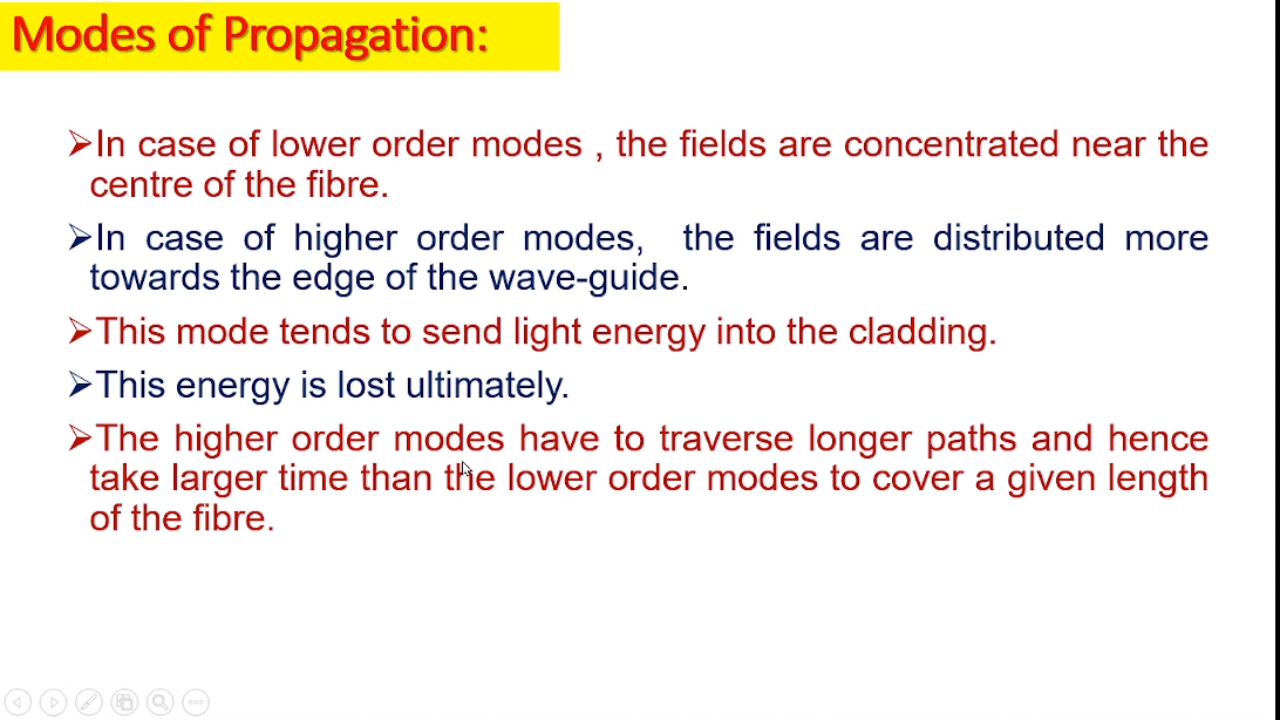 Modes of Propagation:
➢In case of lower order modes , the fields are concentrated near the
centre of the fibre.
➢In case of higher order modes, the fields are distributed more
towards the edge of the wave-guide.
➢This mode tends to send light energy into the cladding.
➢This energy is lost ultimately.
➢The higher order modes have to traverse longer paths and hence
take larger time than the lower order modes to cover a given length
of the fibre.